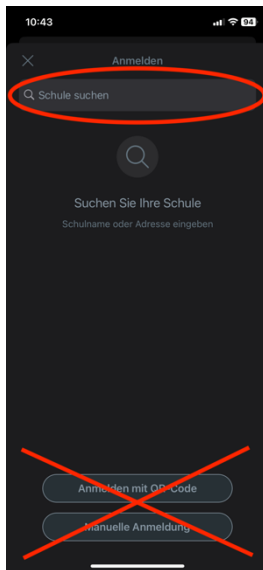 10:43
94
Anmelden
Schule suchen
Suchen Sie Ihre Schule
Schulname oder Adresse eingeben
Anmelden mit QR-Code
Manuelle Anmeldung